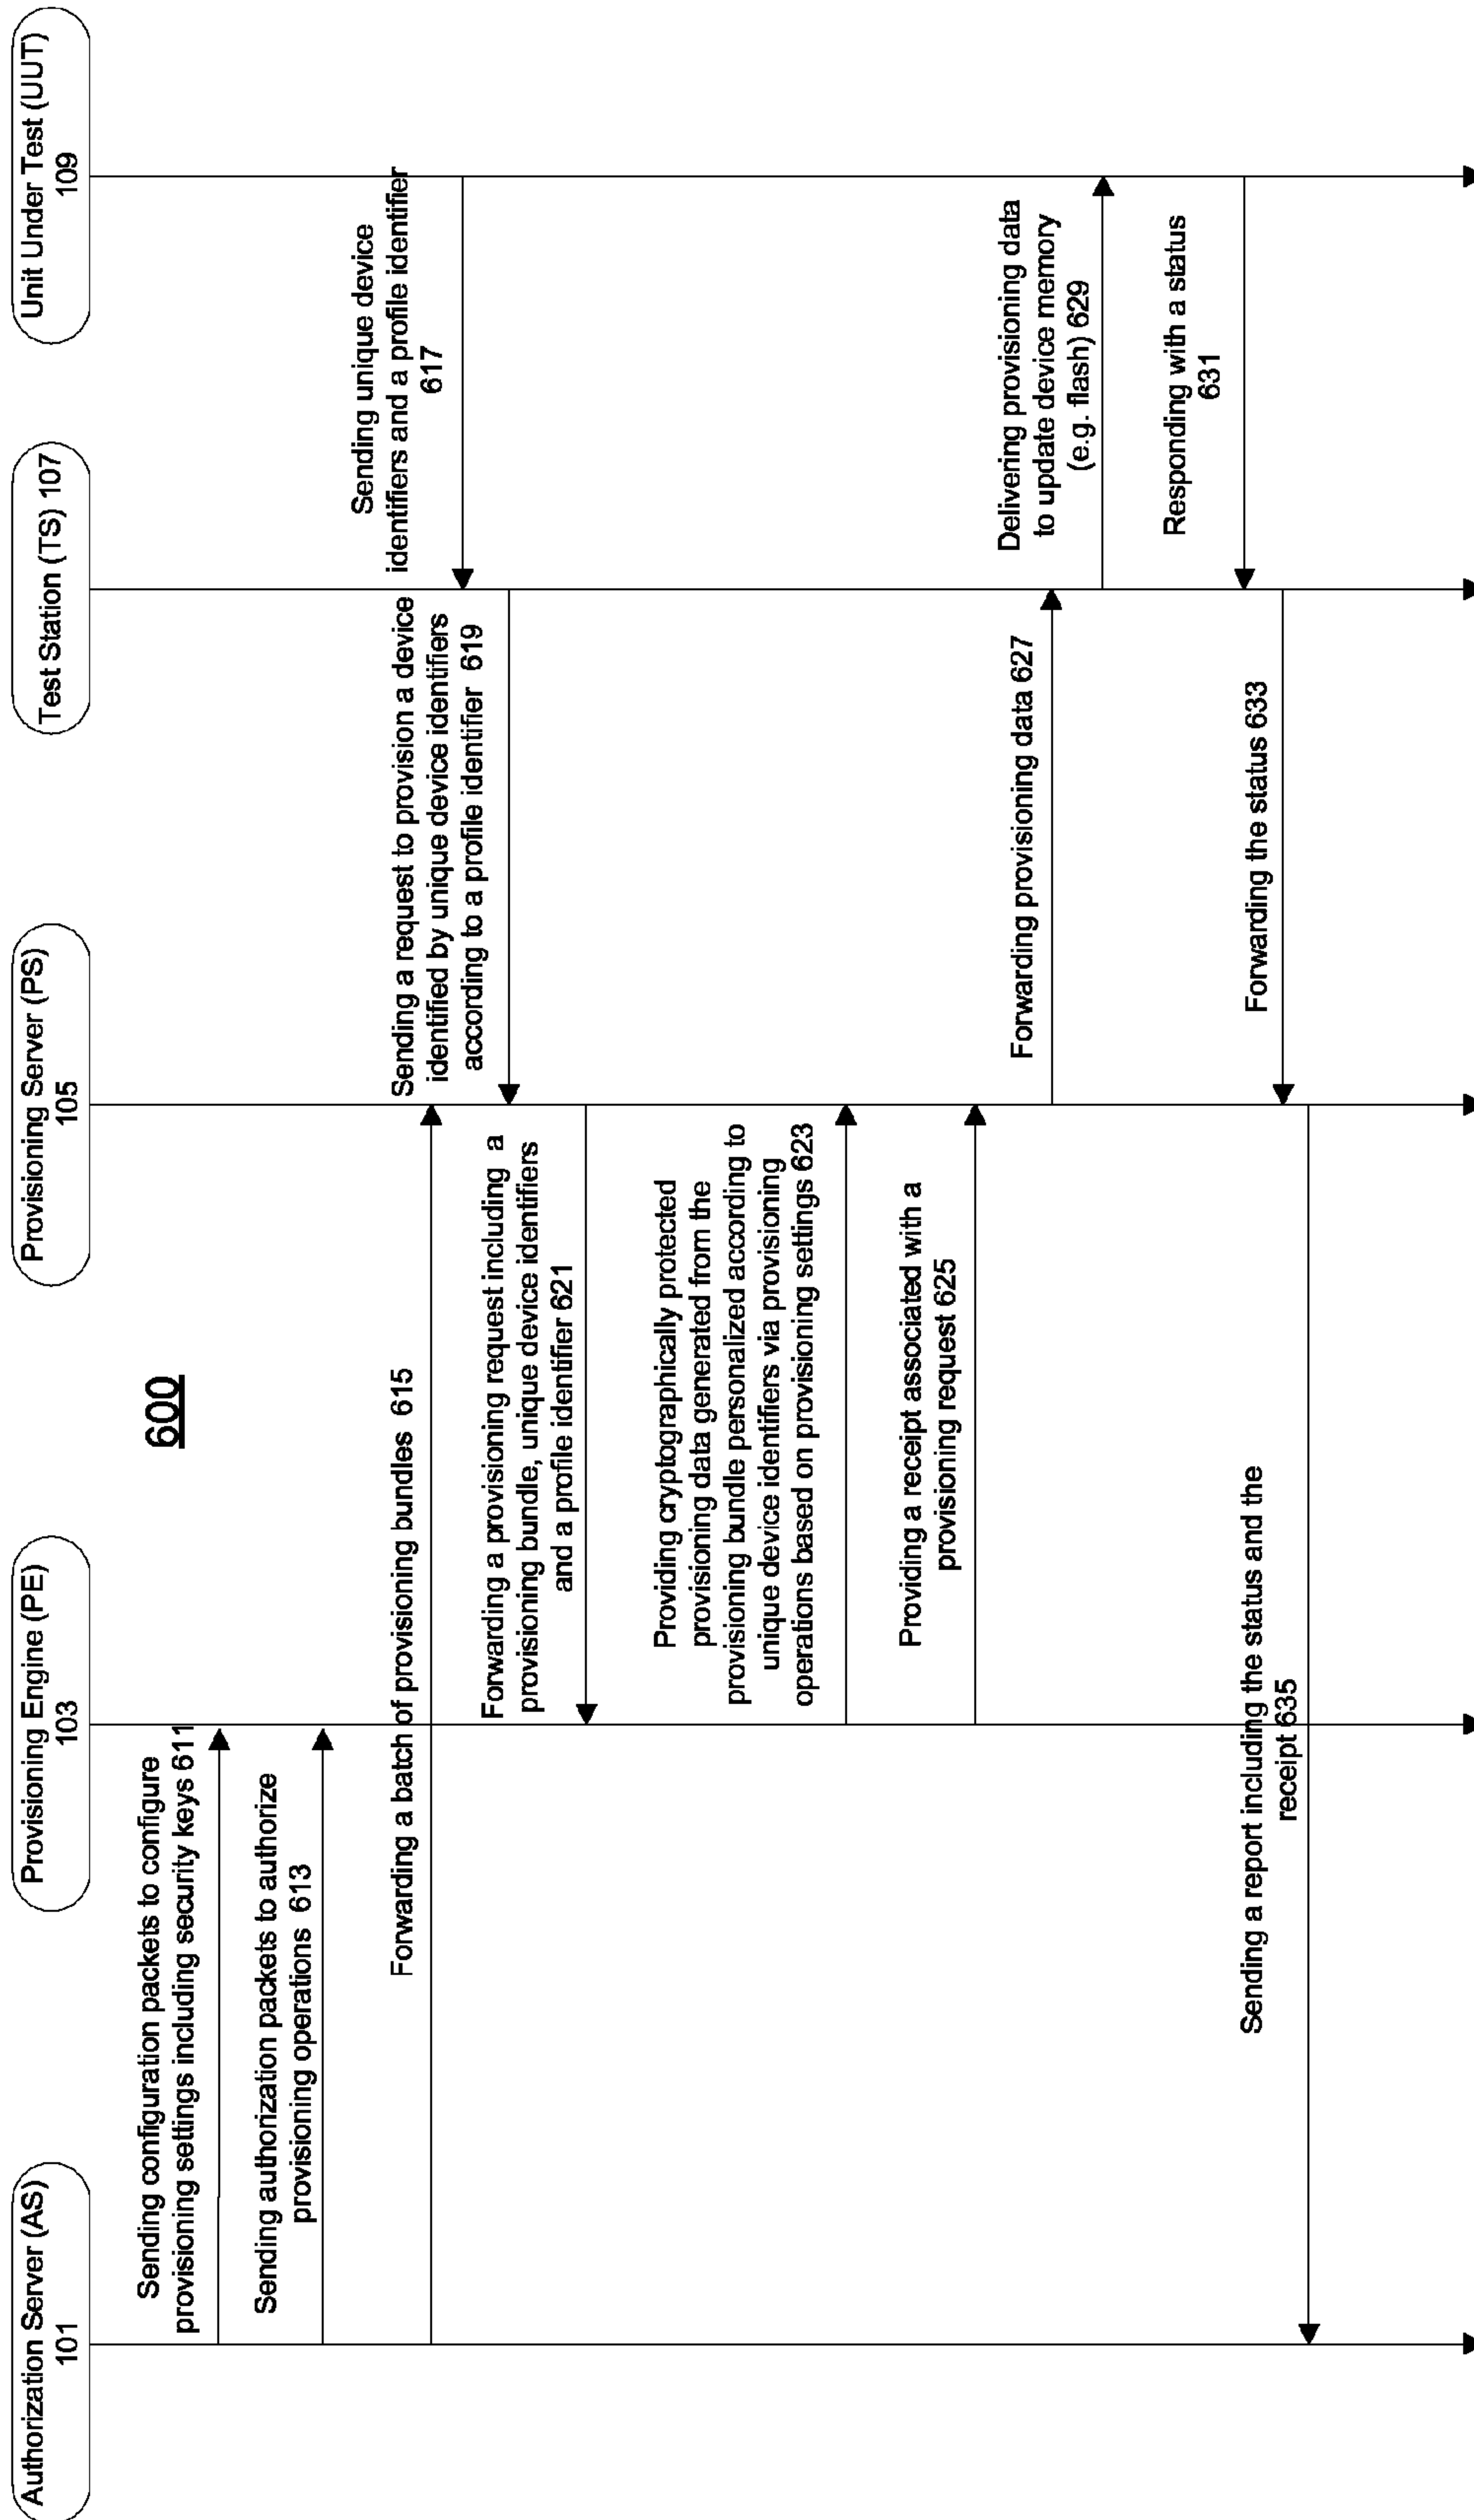 Authorization Server (AS)
101
Provisioning Engine (PE)
103
Provisioning Server (PS)
105
Test Station (TS) 107
Unit Under Test (UUT)
109
600
Sending configuration packets to configure
provisioning settings including security keys 611
Sending authorization packets to authorize
provisioning operations 613
Forwarding a batch of provisioning bundles 615
Sending unique device
identifiers and a profile identifier
617
Sending a request to provision a device
identified by unique device identifiers
according to a profile identifier 619
Forwarding a provisioning request including a
provisioning bundle, unique device identifiers
and a profile identifier 621
Providing cryptographically protected
provisioning data generated from the
provisioning bundle personalized according to
unique device identifiers via provisioning
operations based on provisioning settings 623
Providing a receipt associated with a
provisioning request 625
Forwarding provisioning data 627
Delivering provisioning data
to update device memory
(e.g. flash) 629
Responding with a status
631
Forwarding the status 633
Sending a report including the status and the
receipt 635